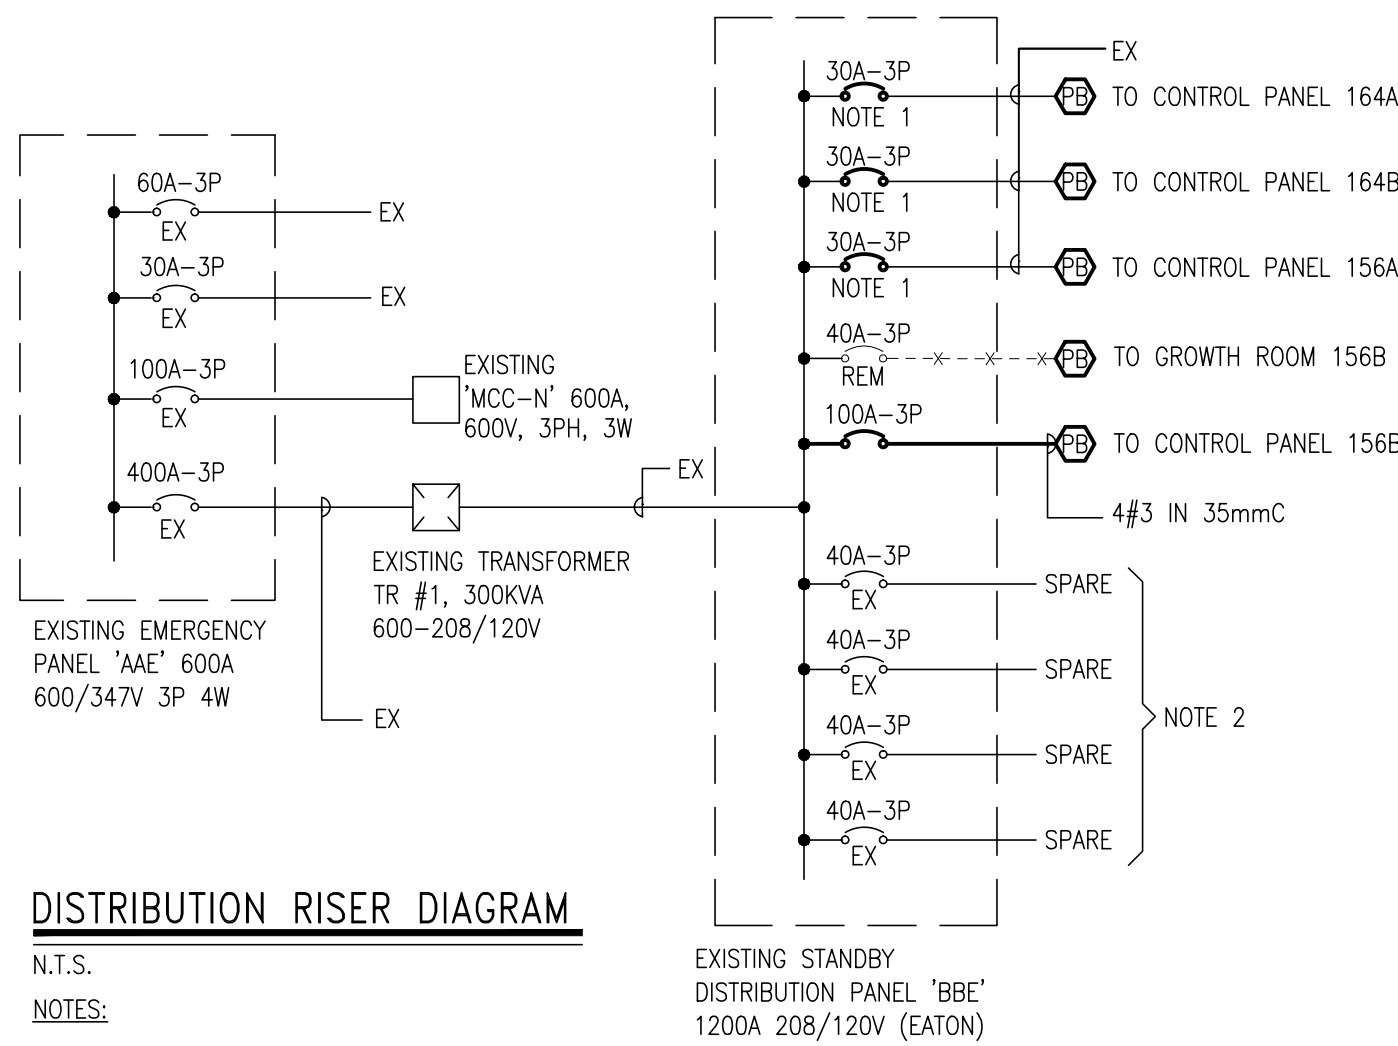 60A-3P
EX
EX
30A-3P
EX
EX
100A-3P
EX
EXISTING
'MCC-N' 600A,
600V, 3PH, 3W
400A-3P
EX
EX
EXISTING TRANSFORMER
TR #1, 300KVA
600-208/120V
EX
EXISTING EMERGENCY
PANEL 'AAE' 600A
600/347V 3P 4W
EX
30A-3P
NOTE 1
PB TO CONTROL PANEL 164A
30A-3P
NOTE 1
PB TO CONTROL PANEL 164B
30A-3P
NOTE 1
PB TO CONTROL PANEL 156A
40A-3P
REM
PB TO GROWTH ROOM 156B
100A-3P
PB TO CONTROL PANEL 156B
4#3 IN 35mmC
40A-3P
EX
SPARE
40A-3P
EX
SPARE
40A-3P
EX
SPARE
40A-3P
EX
SPARE
NOTE 2
EXISTING STANDBY
DISTRIBUTION PANEL 'BBE'
1200A 208/120V (EATON)
DISTRIBUTION RISER DIAGRAM
N.T.S.
NOTES: